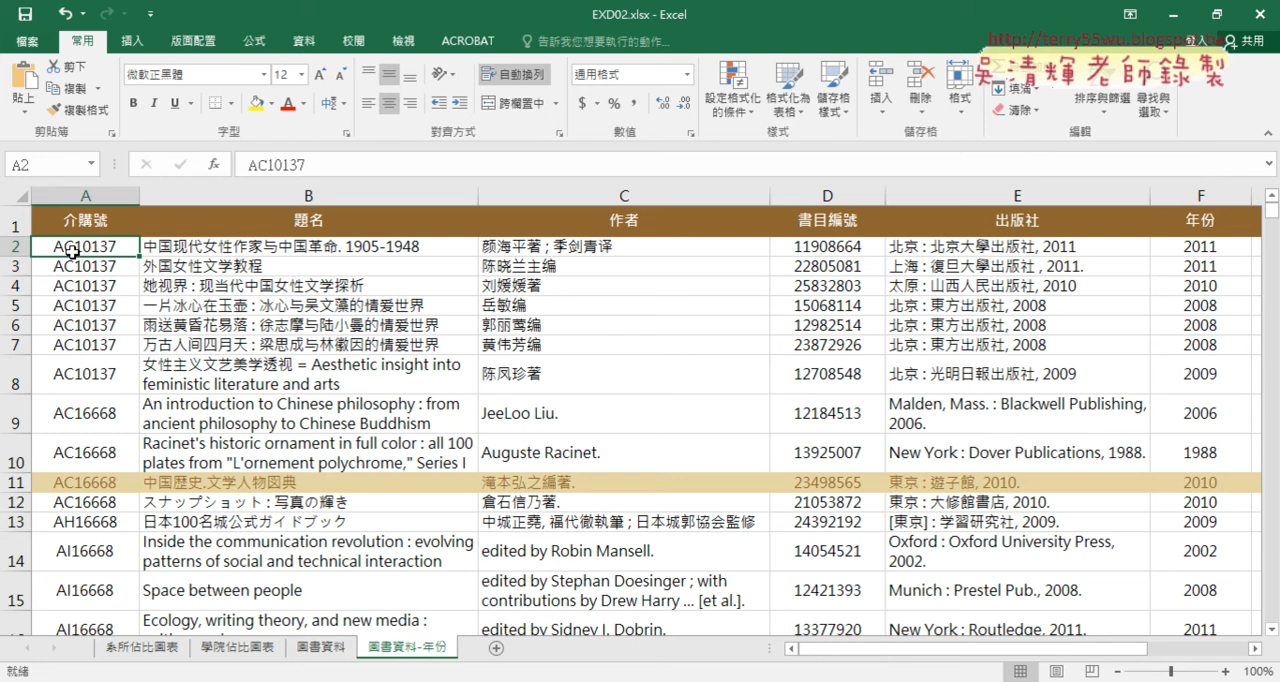 EXD02.xlsx - Excel
http://terry55wu.blogspot.tw
吳清輝老師錄製
檔案 常用 插入 版面配置 公式 資料 校閱 檢視 ACROBAT 告訴我您想要執行的動作... 登入 共用
貼上 剪下 複製 複製格式 剪貼簿
微軟正黑體 12 B I U 字型
自動換列 跨欄置中 對齊方式
通用格式 $ % , 數值
設定格式化的條件 格式化為表格 儲存格樣式 樣式
插入 刪除 格式 儲存格
填滿 清除 排序與篩選 尋找與選取 編輯
A2 fx AC10137
A B C D E F
1 介購號 題名 作者 書目編號 出版社 年份
2 AC10137 中国现代女性作家与中国革命. 1905-1948 颜海平著 ; 季剑青译 11908664 北京 : 北京大學出版社, 2011 2011
3 AC10137 外国女性文学教程 陈晓兰主编 22805081 上海 : 復旦大學出版社 , 2011. 2011
4 AC10137 她视界 : 现当代中国女性文学探析 刘媛媛著 25832803 太原 : 山西人民出版社, 2010 2010
5 AC10137 一片冰心在玉壶 : 冰心与吴文藻的情爱世界 岳敏编 15068114 北京 : 東方出版社, 2008 2008
6 AC10137 雨送黄昏花易落 : 徐志摩与陆小曼的情爱世界 郭丽莺编 12982514 北京 : 東方出版社, 2008 2008
7 AC10137 万古人间四月天 : 梁思成与林徽因的情爱世界 黄伟芳编 23872926 北京 : 東方出版社, 2008 2008
8 AC10137 女性主义文艺美学透视 = Aesthetic insight into feministic literature and arts 陈凤珍著 12708548 北京 : 光明日報出版社, 2009 2009
9 AC16668 An introduction to Chinese philosophy : from ancient philosophy to Chinese Buddhism JeeLoo Liu. 12184513 Malden, Mass. : Blackwell Publishing, 2006. 2006
10 AC16668 Racinet's historic ornament in full color : all 100 plates from "L'ornement polychrome," Series I Auguste Racinet. 13925007 New York : Dover Publications, 1988. 1988
11 AC16668 中国歴史.文学人物図典 滝本弘之編著. 23498565 東京 : 遊子館, 2010. 2010
12 AC16668 スナップショット : 写真の輝き 倉石信乃著. 21053872 東京 : 大修館書店, 2010. 2010
13 AH16668 日本100名城公式ガイドブック 中城正堯, 福代徹執筆 ; 日本城郭協会監修 24392192 [東京] : 学習研究社, 2009. 2009
14 AI16668 Inside the communication revolution : evolving patterns of social and technical interaction edited by Robin Mansell. 14054521 Oxford : Oxford University Press, 2002. 2002
15 AI16668 Space between people edited by Stephan Doesinger ; with contributions by Drew Harry ... [et al.]. 12421393 Munich : Prestel Pub., 2008. 2008
AI16668 Ecology, writing theory, and new media : edited by Sidney I. Dobrin. 13377920 New York : Routledge, 2011. 2011
系所佔比圖表 學院佔比圖表 圖書資料 圖書資料-年份
就緒 100%